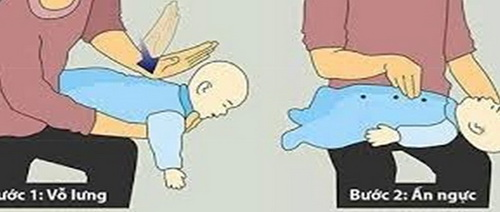 ước 1: Vỗ lưng
Bước 2: Ấn ngực